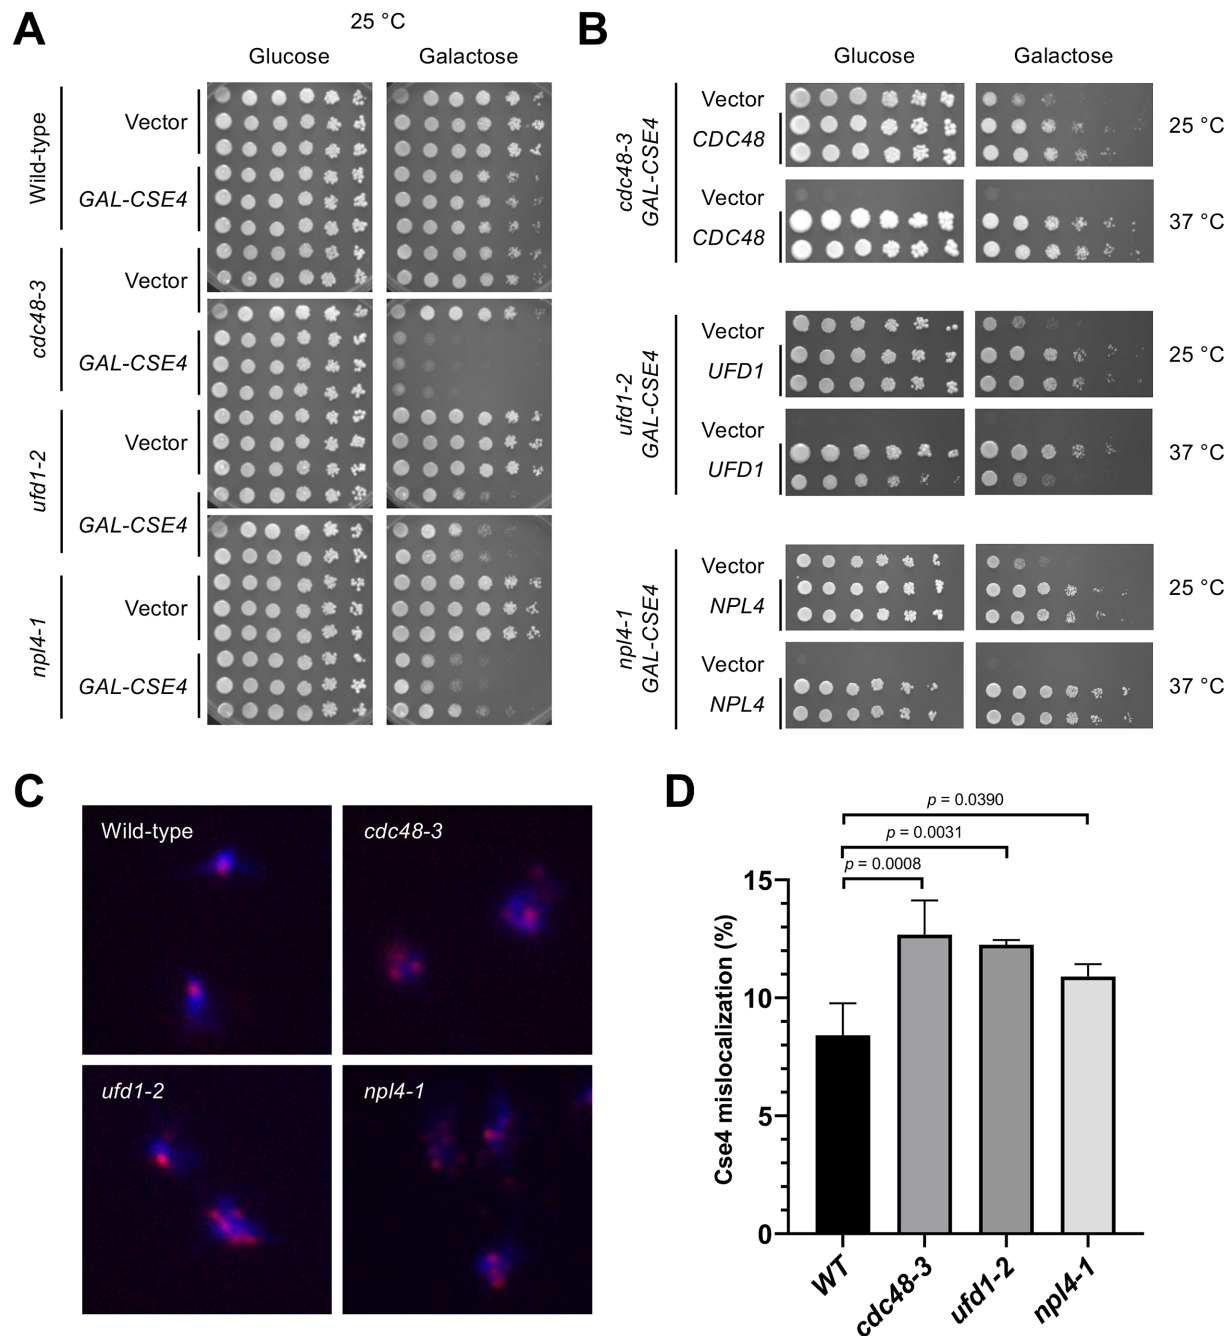 A
25 °C
Glucose Galactose
Wild-type
Vector
GAL-CSE4
cdc48-3
Vector
GAL-CSE4
ufd1-2
Vector
GAL-CSE4
npl4-1
Vector
GAL-CSE4
B
Glucose Galactose
cdc48-3
GAL-CSE4
Vector
CDC48
25 °C
Vector
CDC48
37 °C
ufd1-2
GAL-CSE4
Vector
UFD1
25 °C
Vector
UFD1
37 °C
npl4-1
GAL-CSE4
Vector
NPL4
25 °C
Vector
NPL4
37 °C
C
Wild-type
cdc48-3
ufd1-2
npl4-1
D
p = 0.0390
p = 0.0031
p = 0.0008
Cse4 mislocalization (%)
15
10
5
0
WT
cdc48-3
ufd1-2
npl4-1